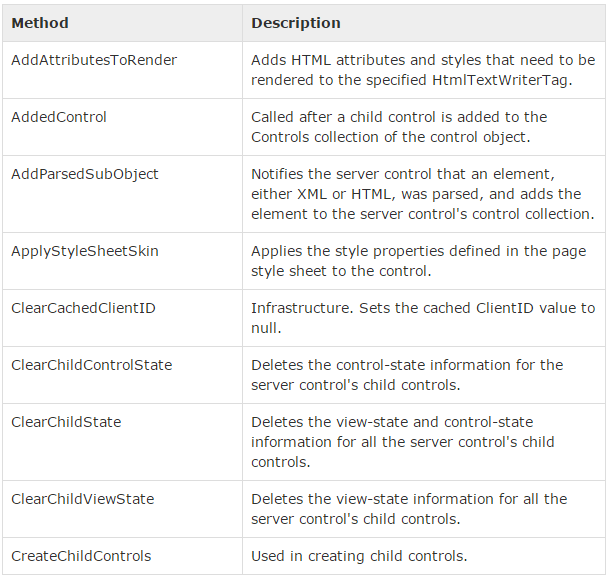 Method Description
AddAttributesToRender Adds HTML attributes and styles that need to be
rendered to the specified HtmlTextWriterTag.
AddedControl Called after a child control is added to the
Controls collection of the control object.
AddParsedSubObject Notifies the server control that an element,
either XML or HTML, was parsed, and adds the
element to the server control's control collection.
ApplyStyleSheetSkin Applies the style properties defined in the page
style sheet to the control.
ClearCachedClientID Infrastructure. Sets the cached ClientID value to
null.
ClearChildControlState Deletes the control-state information for the
server control's child controls.
ClearChildState Deletes the view-state and control-state
information for all the server control's child
controls.
ClearChildViewState Deletes the view-state information for all the
server control's child controls.
CreateChildControls Used in creating child controls.